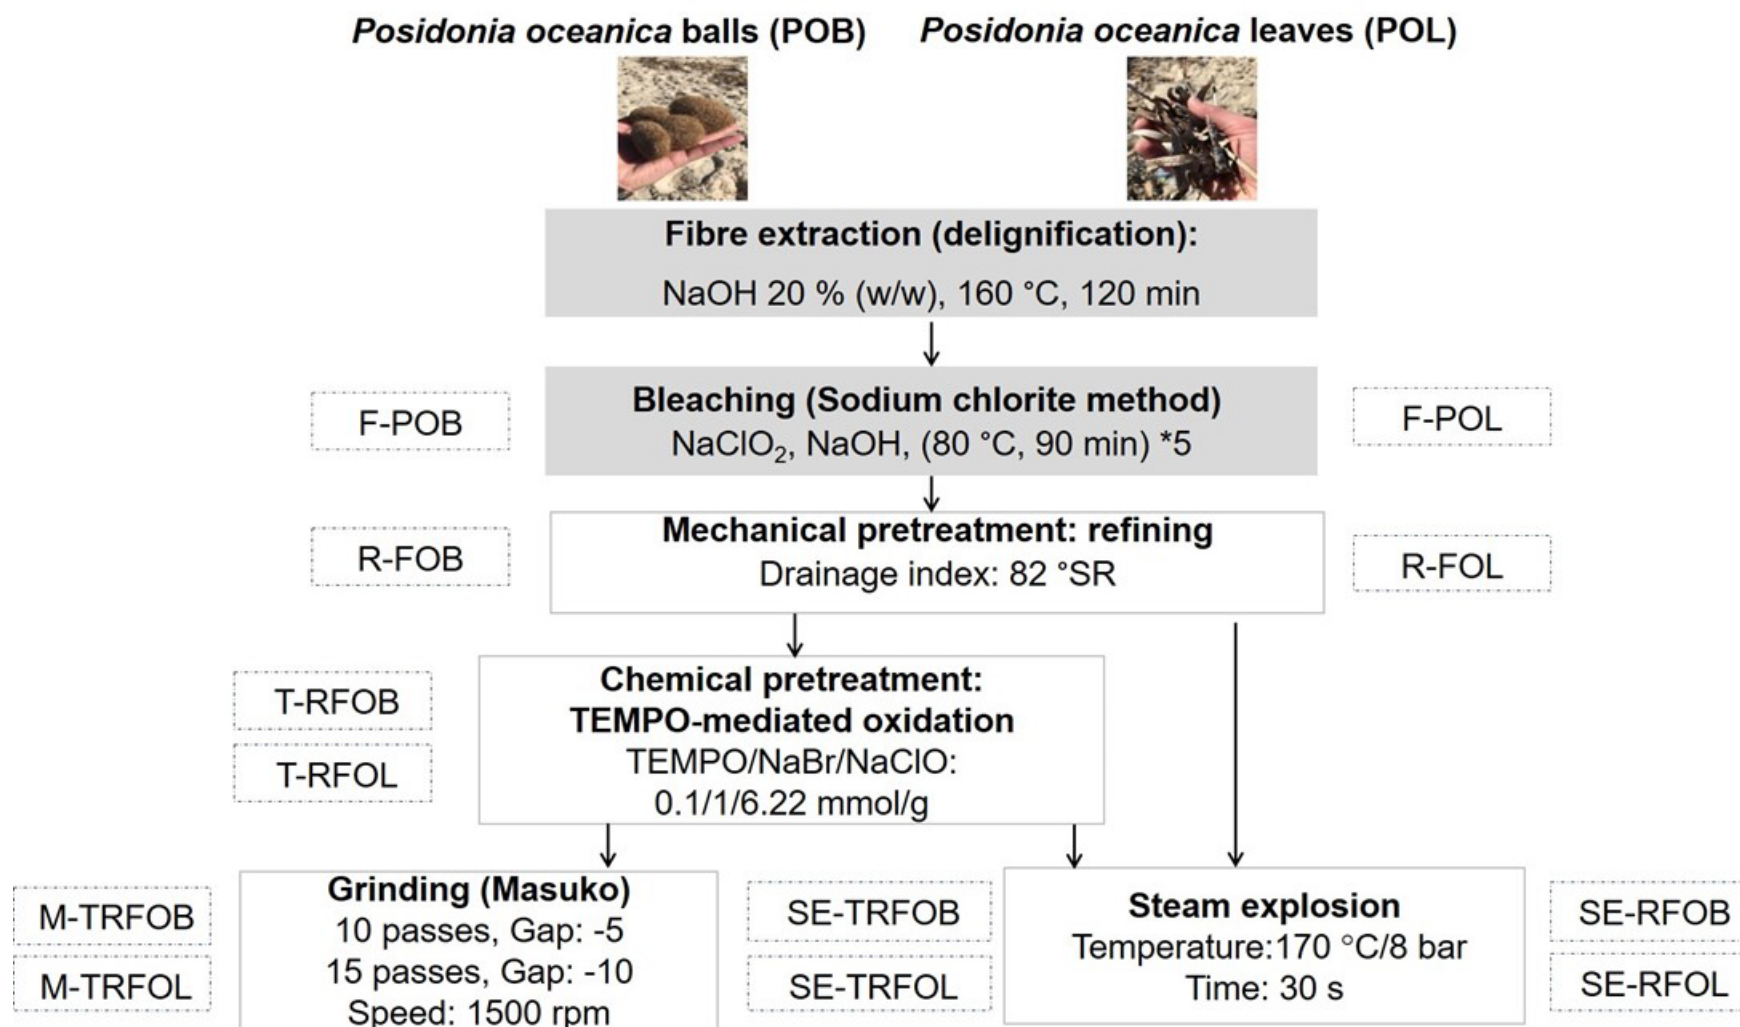 Posidonia oceanica balls (POB)
Posidonia oceanica leaves (POL)
Fibre extraction (delignification):
NaOH 20 % (w/w), 160 °C, 120 min
F-POB
Bleaching (Sodium chlorite method)
NaClO₂, NaOH, (80 °C, 90 min) *5
F-POL
R-FOB
Mechanical pretreatment: refining
Drainage index: 82 °SR
R-FOL
T-RFOB
T-RFOL
Chemical pretreatment:
TEMPO-mediated oxidation
TEMPO/NaBr/NaClO:
0.1/1/6.22 mmol/g
M-TRFOB
M-TRFOL
Grinding (Masuko)
10 passes, Gap: -5
15 passes, Gap: -10
Speed: 1500 rpm
SE-TRFOB
SE-TRFOL
Steam explosion
Temperature:170 °C/8 bar
Time: 30 s
SE-RFOB
SE-RFOL